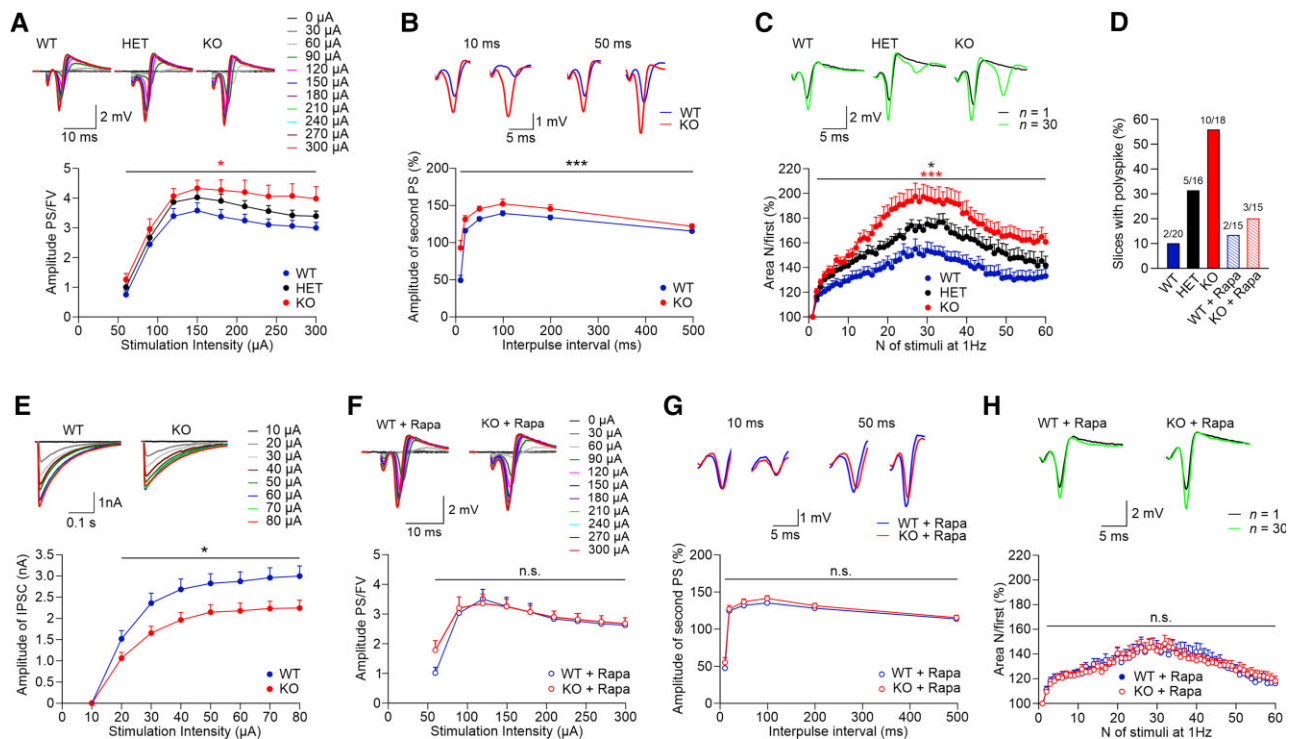 A
WT HET KO
0 µA
30 µA
60 µA
90 µA
120 µA
150 µA
180 µA
210 µA
240 µA
270 µA
300 µA
2 mV
10 ms
*
Amplitude PS/FV
5
4
3
2
1
0
WT
HET
KO
0 50 100 150 200 250 300
Stimulation Intensity (µA)
B
10 ms 50 ms
1 mV
5 ms
WT
KO
***
Amplitude of second PS (%)
200
150
100
50
0
WT
KO
0 100 200 300 400 500
Interpulse interval (ms)
C
WT HET KO
2 mV
5 ms
n = 1
n = 30
*
***
Area N/first (%)
220
200
180
160
140
120
100
WT
HET
KO
0 10 20 30 40 50 60
N of stimuli at 1Hz
D
Slices with polyspike (%)
60
50
40
30
20
10
0
2/20
5/16
10/18
2/15
3/15
WT
HET
KO
WT + Rapa
KO + Rapa
E
WT KO
10 µA
20 µA
30 µA
40 µA
50 µA
60 µA
70 µA
80 µA
1nA
0.1 s
*
Amplitude of IPSC (nA)
3.5
3.0
2.5
2.0
1.5
1.0
0.5
0.0
WT
KO
0 10 20 30 40 50 60 70 80
Stimulation Intensity (µA)
F
WT + Rapa KO + Rapa
0 µA
30 µA
60 µA
90 µA
120 µA
150 µA
180 µA
210 µA
240 µA
270 µA
300 µA
2 mV
10 ms
n.s.
Amplitude PS/FV
5
4
3
2
1
0
WT + Rapa
KO + Rapa
0 50 100 150 200 250 300
Stimulation Intensity (µA)
G
10 ms 50 ms
1 mV
5 ms
WT + Rapa
KO + Rapa
n.s.
Amplitude of second PS (%)
200
150
100
50
0
WT + Rapa
KO + Rapa
0 100 200 300 400 500
Interpulse interval (ms)
H
WT + Rapa KO + Rapa
2 mV
5 ms
n = 1
n = 30
n.s.
Area N/first (%)
220
200
180
160
140
120
100
WT + Rapa
KO + Rapa
0 10 20 30 40 50 60
N of stimuli at 1Hz